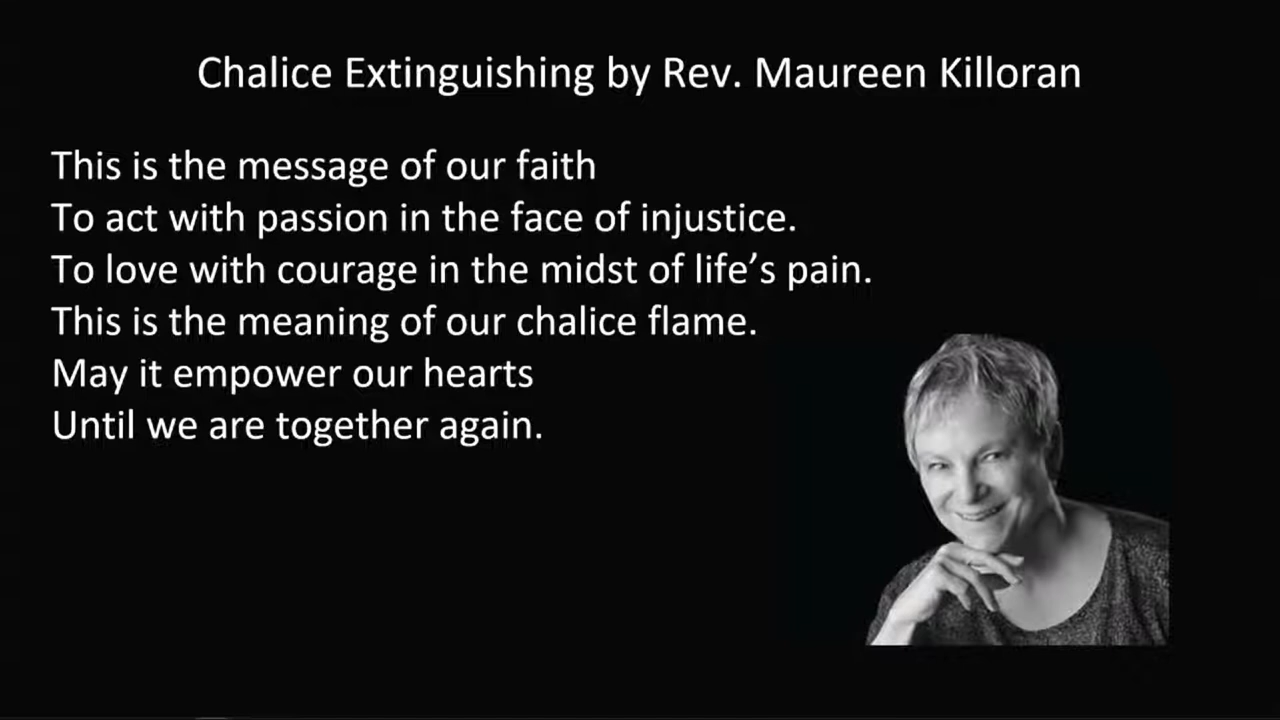 Chalice Extinguishing by Rev. Maureen Killoran
This is the message of our faith
To act with passion in the face of injustice.
To love with courage in the midst of life’s pain.
This is the meaning of our chalice flame.
May it empower our hearts
Until we are together again.